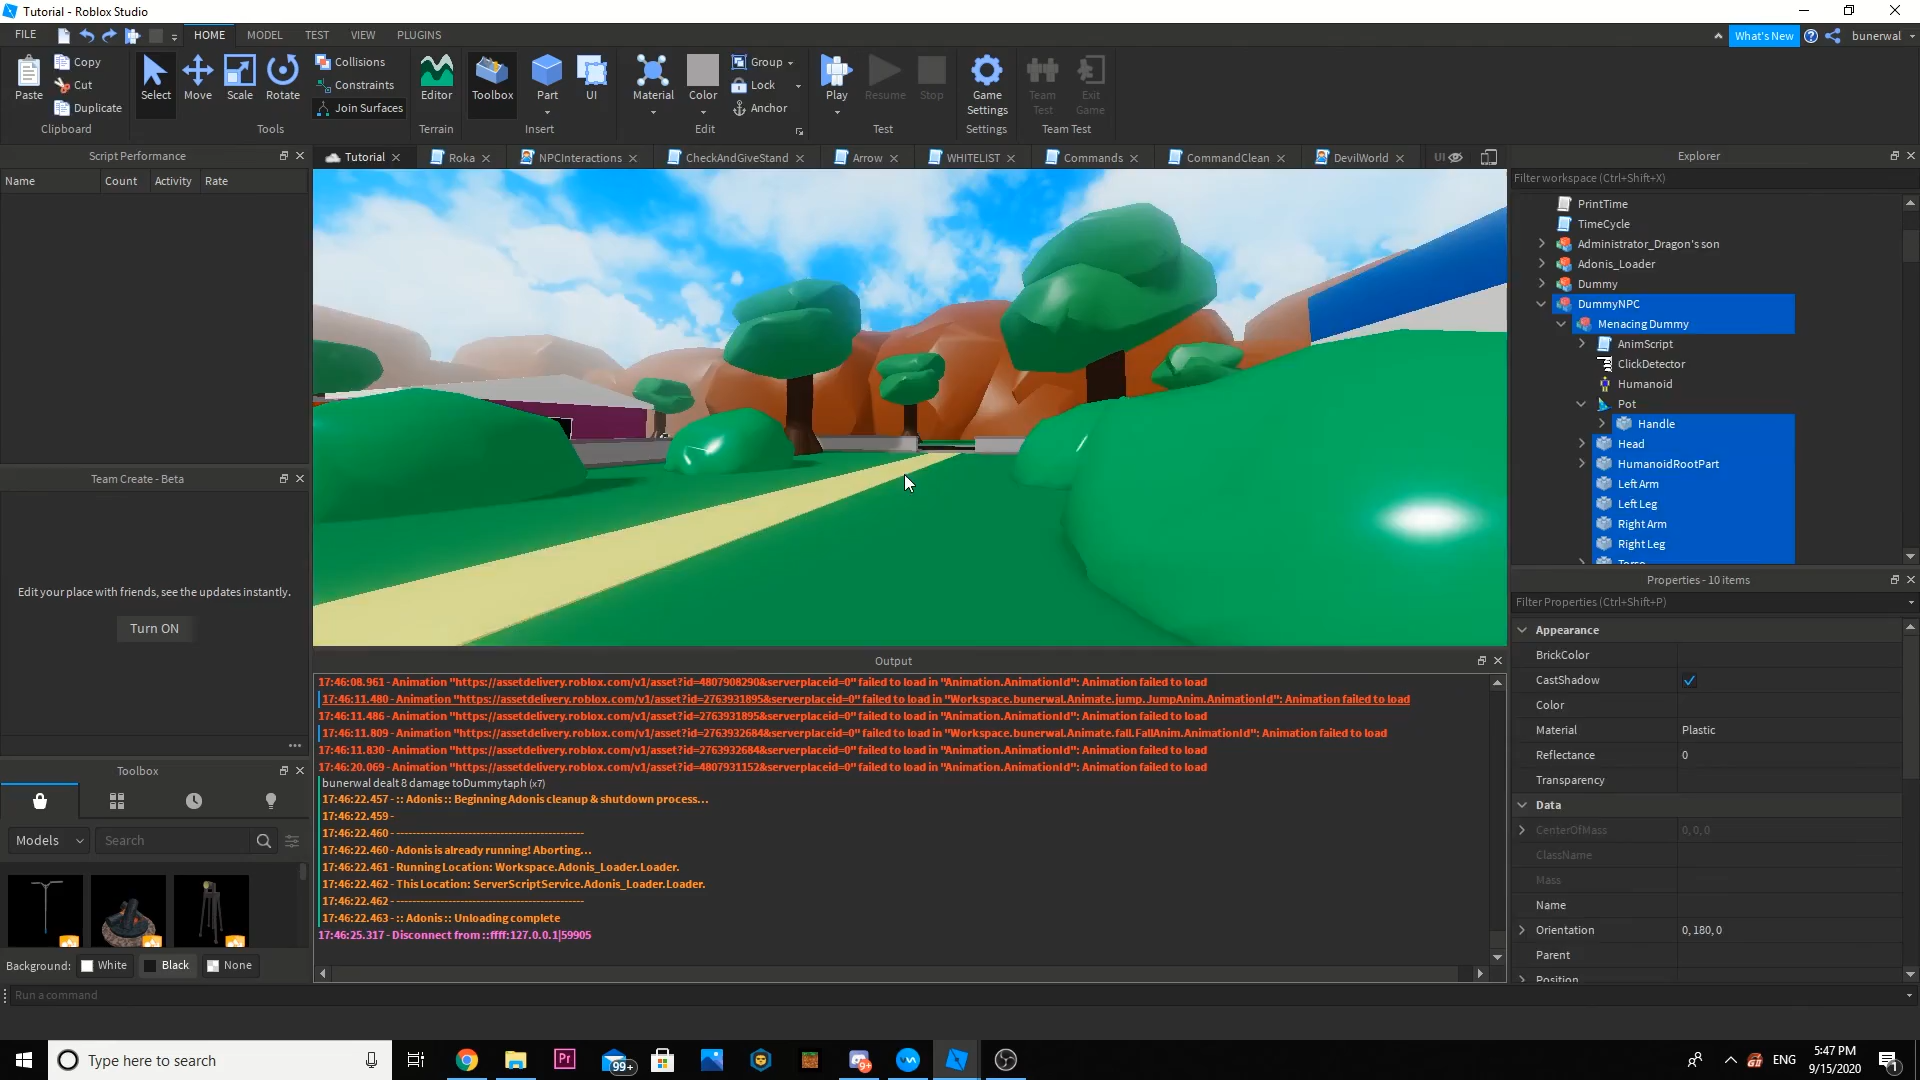 Tutorial - Roblox Studio
FILE
HOME
MODEL
TEST
VIEW
PLUGINS
What's New
bunerwal
Paste
Copy
Cut
Duplicate
Clipboard
Select
Move
Scale
Rotate
Collisions
Constraints
Join Surfaces
Tools
Editor
Terrain
Toolbox
Part
UI
Insert
Material
Color
Group
Lock
Anchor
Edit
Play
Resume
Stop
Test
Game
Settings
Settings
Team
Test
Exit
Game
Team Test
Script Performance
Name Count Activity Rate
Tutorial
Roka
NPCInteractions
CheckAndGiveStand
Arrow
WHITELIST
Commands
CommandClean
DevilWorld
UI
Explorer
Filter workspace (Ctrl+Shift+X)
PrintTime
TimeCycle
Administrator_Dragon's son
Adonis_Loader
Dummy
DummyNPC
Menacing Dummy
AnimScript
ClickDetector
Humanoid
Pot
Handle
Head
HumanoidRootPart
Left Arm
Left Leg
Right Arm
Right Leg
Torso
Team Create - Beta
Edit your place with friends, see the updates instantly.
Turn ON
Toolbox
Models
Search
Background: White Black None
Output
17:46:08.961 - Animation "https://assetdelivery.roblox.com/v1/asset?id=4807908290&serverplaceid=0" failed to load in "Animation.AnimationId": Animation failed to load
17:46:11.480 - Animation "https://assetdelivery.roblox.com/v1/asset?id=2763931895&serverplaceid=0" failed to load in "Workspace.bunerwal.Animate.jump.JumpAnim.AnimationId": Animation failed to load
17:46:11.486 - Animation "https://assetdelivery.roblox.com/v1/asset?id=2763931895&serverplaceid=0" failed to load in "Animation.AnimationId": Animation failed to load
17:46:11.809 - Animation "https://assetdelivery.roblox.com/v1/asset?id=2763932684&serverplaceid=0" failed to load in "Workspace.bunerwal.Animate.fall.FallAnim.AnimationId": Animation failed to load
17:46:11.830 - Animation "https://assetdelivery.roblox.com/v1/asset?id=2763932684&serverplaceid=0" failed to load in "Animation.AnimationId": Animation failed to load
17:46:20.069 - Animation "https://assetdelivery.roblox.com/v1/asset?id=4807931152&serverplaceid=0" failed to load in "Animation.AnimationId": Animation failed to load
bunerwal dealt 8 damage toDummytaph (x7)
17:46:22.457 - :: Adonis :: Beginning Adonis cleanup & shutdown process...
17:46:22.459 -
17:46:22.460 - --------------------------------------------------
17:46:22.460 - Adonis is already running! Aborting...
17:46:22.461 - Running Location: Workspace.Adonis_Loader.Loader.
17:46:22.462 - This Location: ServerScriptService.Adonis_Loader.Loader.
17:46:22.462 - --------------------------------------------------
17:46:22.463 - :: Adonis :: Unloading complete
17:46:25.317 - Disconnect from ::ffff:127.0.0.1|59905
Properties - 10 items
Filter Properties (Ctrl+Shift+P)
Appearance
BrickColor
CastShadow
Color
Material Plastic
Reflectance 0
Transparency
Data
CenterOfMass 0, 0, 0
ClassName
Mass
Name
Orientation 0, 180, 0
Parent
Position
Run a command
Type here to search
Pr
99+
9+
ENG
5:47 PM
9/15/2020
1